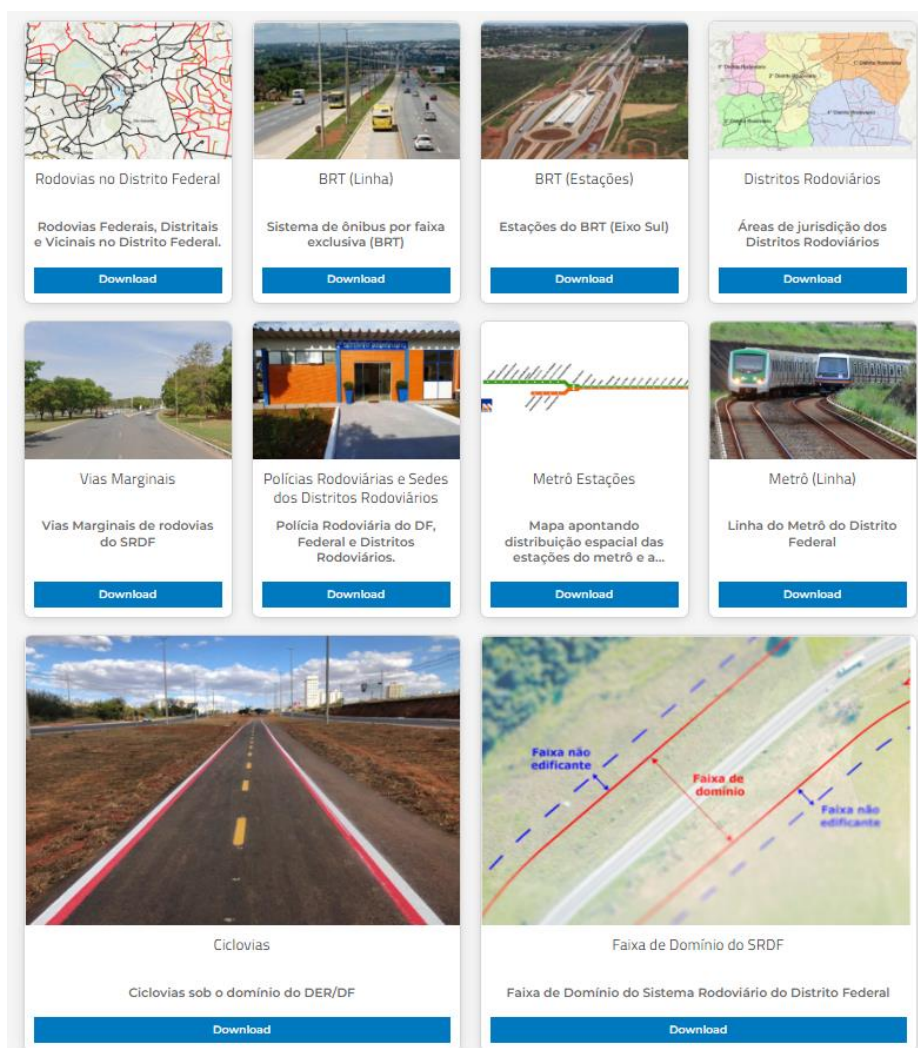 Rodovias no Distrito Federal
Rodovias Federais, Distritais
e Vicinais no Distrito Federal.
Download
BRT (Linha)
Sistema de ônibus por faixa
exclusiva (BRT)
Download
BRT (Estações)
Estações do BRT (Eixo Sul)
Download
Distritos Rodoviários
Áreas de jurisdição dos
Distritos Rodoviários
Download
Vias Marginais
Vias Marginais de rodovias
do SRDF
Download
Polícias Rodoviárias e Sedes
dos Distritos Rodoviários
Polícia Rodoviária do DF,
Federal e Distritos
Rodoviários.
Download
Metrô Estações
Mapa apontando
distribuição espacial das
estações do metrô e a...
Download
Metrô (Linha)
Linha do Metrô do Distrito
Federal
Download
Ciclovias
Ciclovias sob o domínio do DER/DF
Download
Faixa não
edificante
Faixa de
domínio
Faixa não
edificante
Faixa de Domínio do SRDF
Faixa de Domínio do Sistema Rodoviário do Distrito Federal
Download